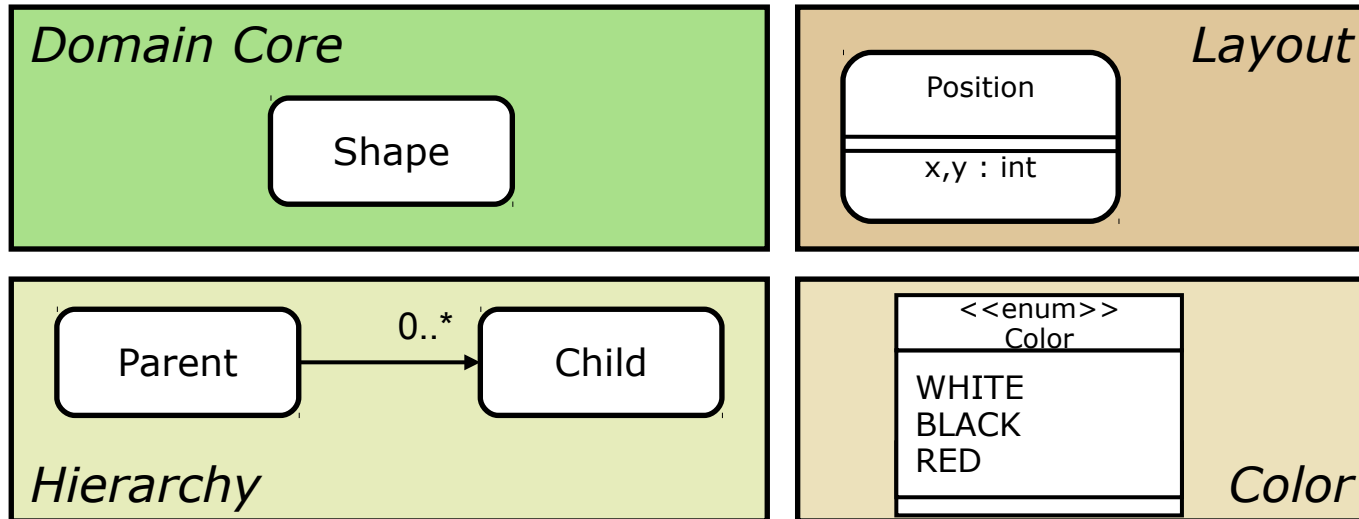 Domain Core
Shape
Layout
Position
x,y : int
Parent
0..*
Child
Hierarchy
<<enum>>
Color
WHITE
BLACK
RED
Color